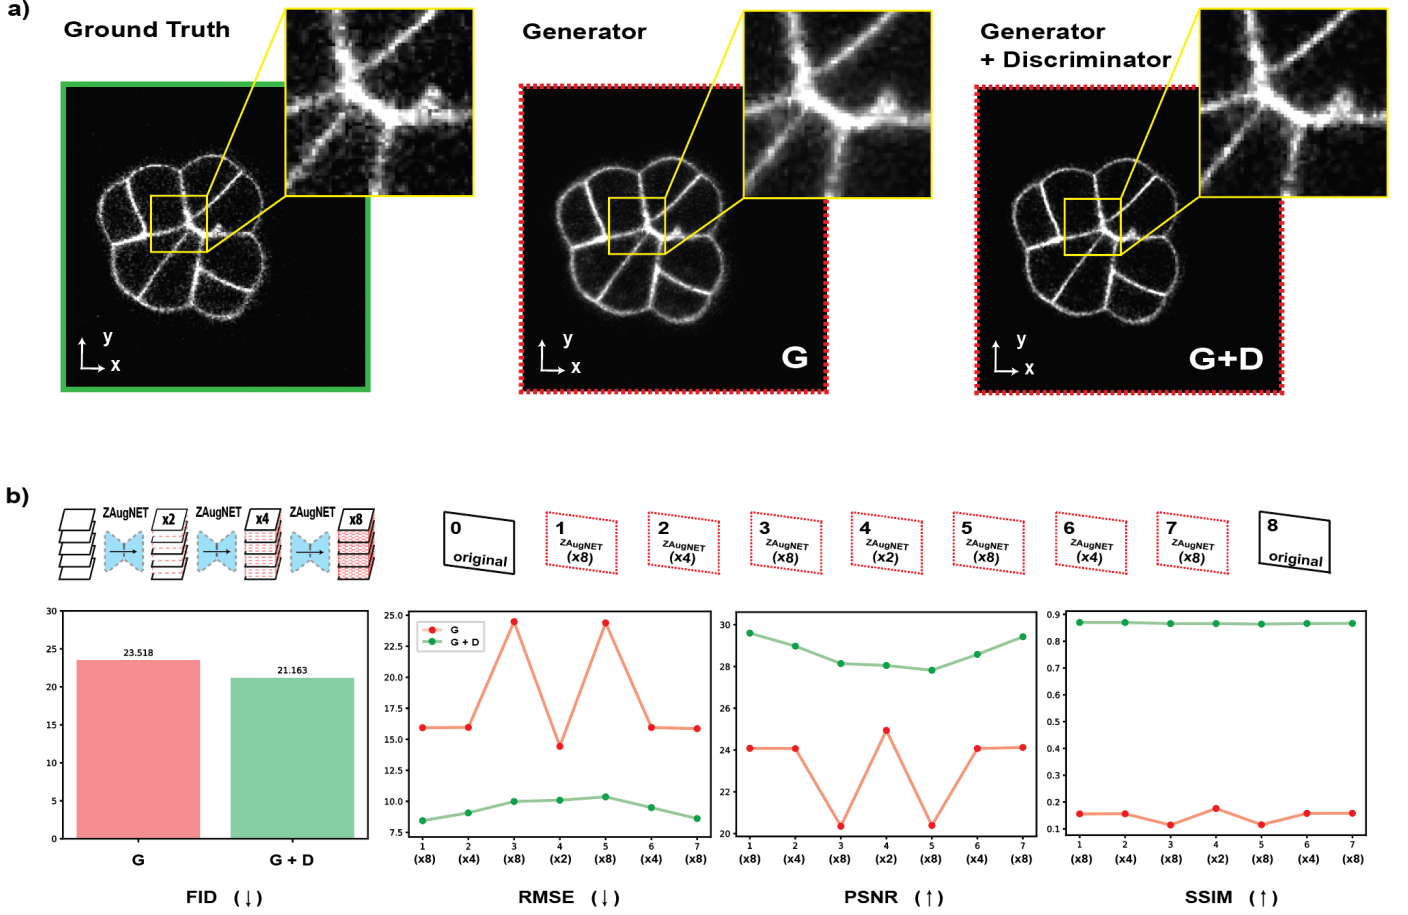 a)
Ground Truth
Generator
Generator
+ Discriminator
y
x
y
x
G
y
x
G+D
b)
ZAugNET
ZAugNET
ZAugNET
x2
x4
x8
0
original
1
ZAugNET
(x8)
2
ZAugNET
(x4)
3
ZAugNET
(x8)
4
ZAugNET
(x2)
5
ZAugNET
(x8)
6
ZAugNET
(x4)
7
ZAugNET
(x8)
8
original
30
25
20
15
10
5
0
23.518
21.163
G
G + D
FID (↓)
25.0
22.5
20.0
17.5
15.0
12.5
10.0
7.5
G
G + D
1 2 3 4 5 6 7
(x8) (x4) (x8) (x2) (x8) (x4) (x8)
RMSE (↓)
30
28
26
24
22
20
1 2 3 4 5 6 7
(x8) (x4) (x8) (x2) (x8) (x4) (x8)
PSNR (↑)
0.9
0.8
0.7
0.6
0.5
0.4
0.3
0.2
0.1
1 2 3 4 5 6 7
(x8) (x4) (x8) (x2) (x8) (x4) (x8)
SSIM (↑)